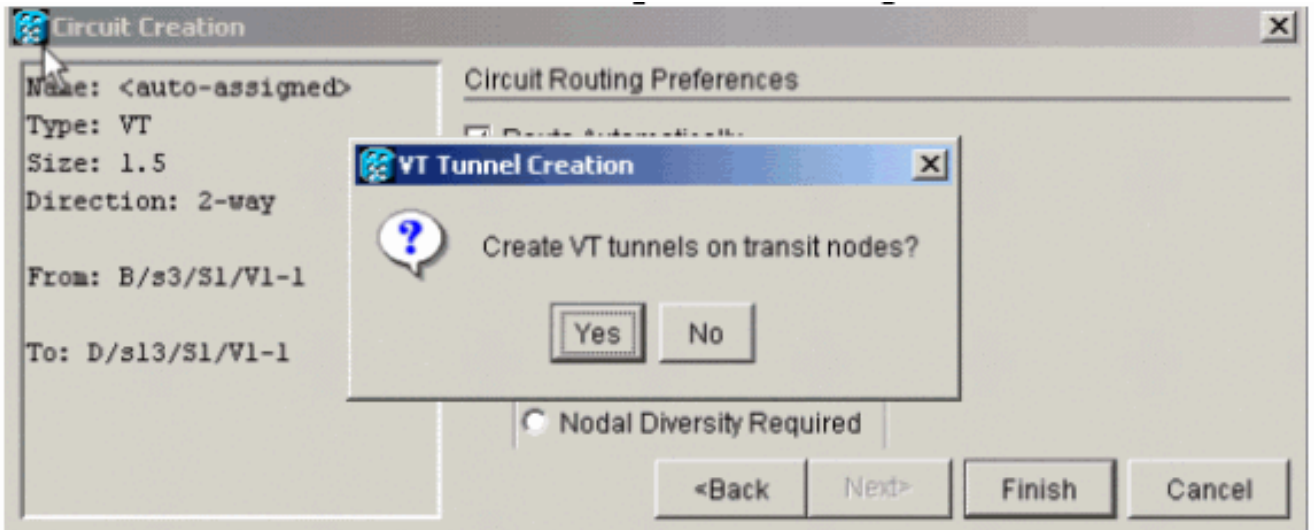 Circuit Creation
Name: <auto-assigned>
Type: VT
Size: 1.5
Direction: 2-way
From: B/s3/S1/V1-1
To: D/s13/S1/V1-1
Circuit Routing Preferences
Route Automatically
VT Tunnel Creation
Create VT tunnels on transit nodes?
Yes No
Nodal Diversity Required
<Back Next> Finish Cancel